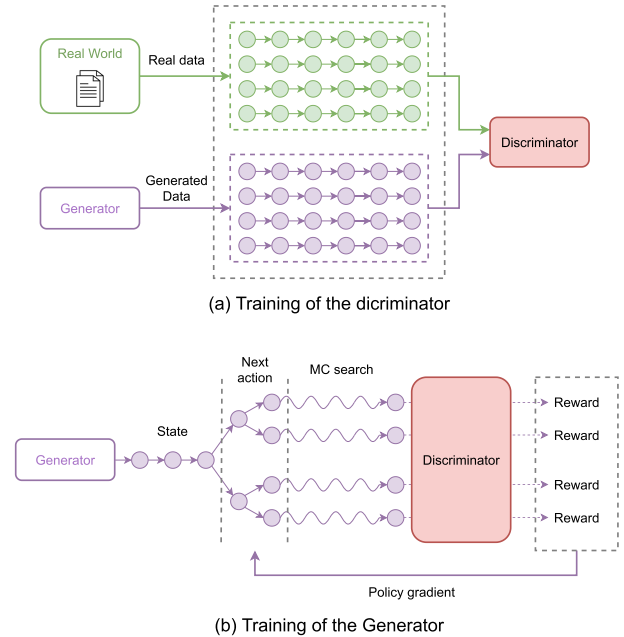 Real World
Real data
Generator
Generated
Data
Discriminator
(a) Training of the dicriminator
Next
action
MC search
State
Generator
Discriminator
Reward
Reward
Reward
Reward
Policy gradient
(b) Training of the Generator